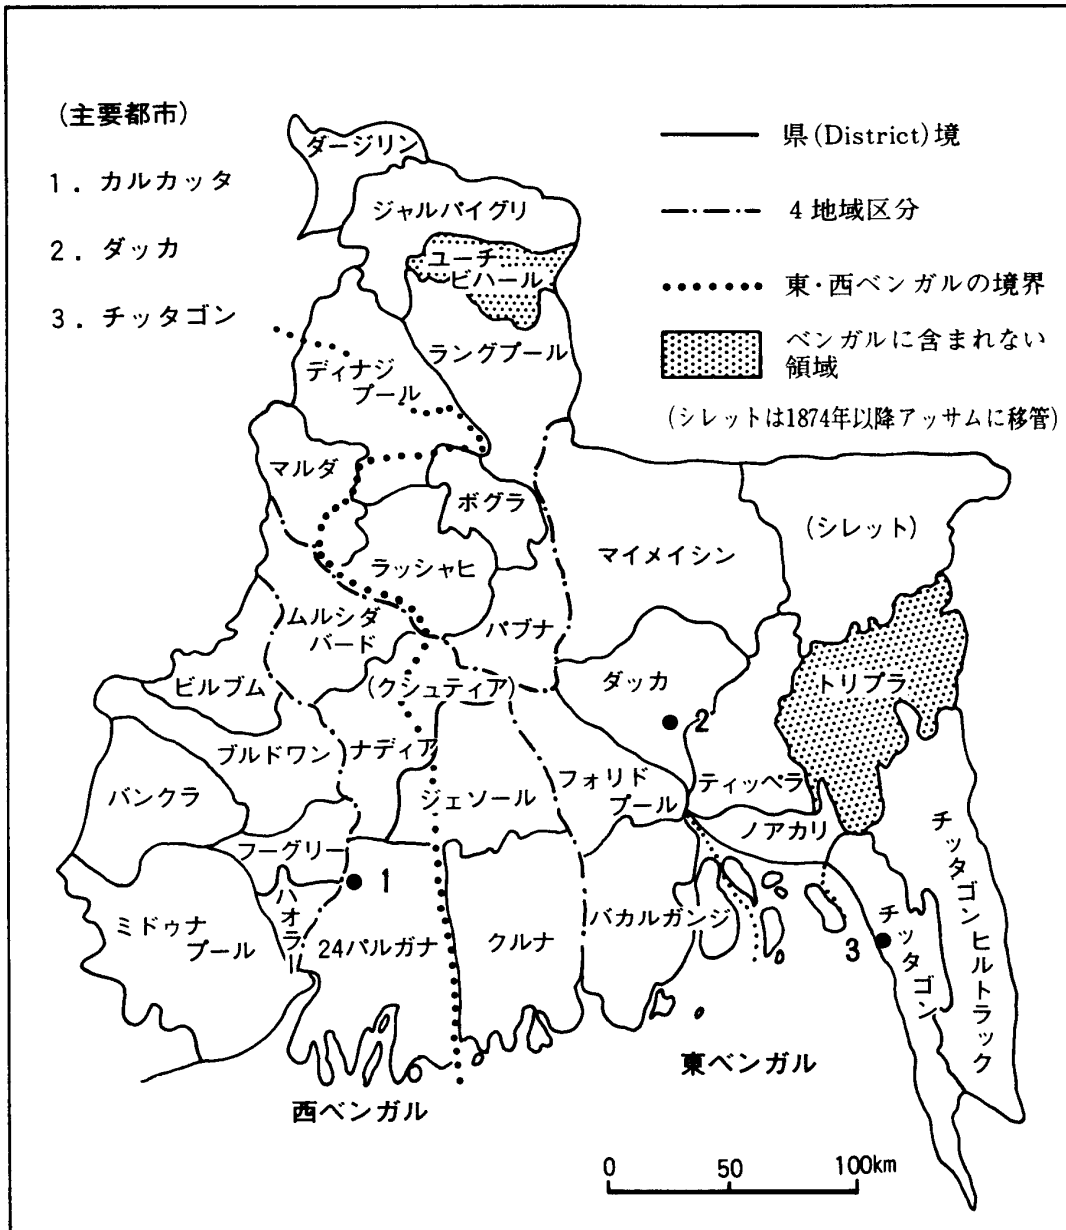 (主要都市)
1.カルカッタ
2.ダッカ
3.チッタゴン
県(District)境
4地域区分
東・西ベンガルの境界
ベンガルに含まれない
領域
(シレットは1874年以降アッサムに移管)
ダージリン
ジャルパイグリ
ユーチ
ビハール
ラングプール
ディナジ
プール
マルダ
ボグラ
(シレット)
マイメイシン
ラッシャヒ
ムルシダ
バード
パブナ
ビルブム
(クシュティア)
ダッカ
トリプラ
2
ブルドワン
ナディア
バンクラ
ジェソール
フォリド
プール
ティッペラ
ノアカリ
フーグリー
ハオラー
1
ミドゥナ
プール
24パルガナ
クルナ
バカルガンジ
3
チッタゴン
チッタゴンヒルトラック
東ベンガル
西ベンガル
0 50 100km